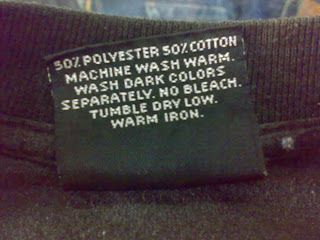 50% POLYESTER 50% COTTON
MACHINE WASH WARM.
WASH DARK COLORS
SEPARATELY. NO BLEACH.
TUMBLE DRY LOW.
WARM IRON.